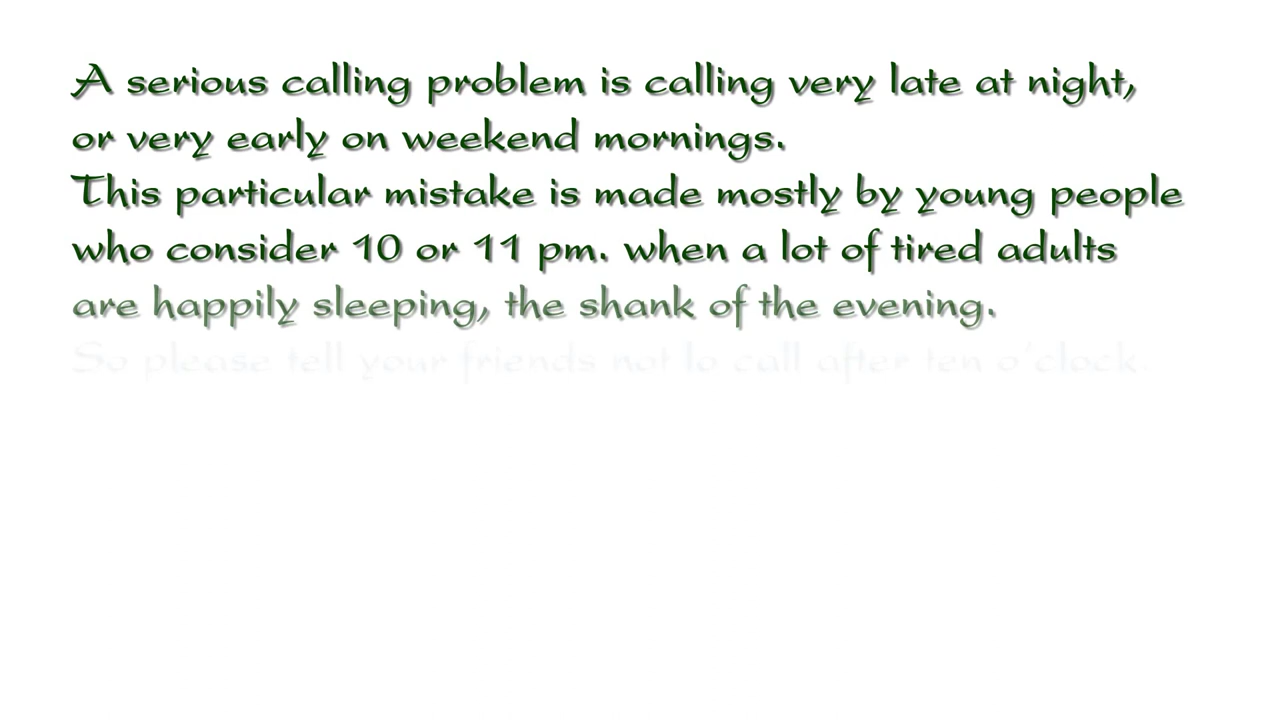 A serious calling problem is calling very late at night,
or very early on weekend mornings.
This particular mistake is made mostly by young people
who consider 10 or 11 pm. when a lot of tired adults
are happily sleeping, the shank of the evening.
So please tell your friends not to call after ten o'clock.